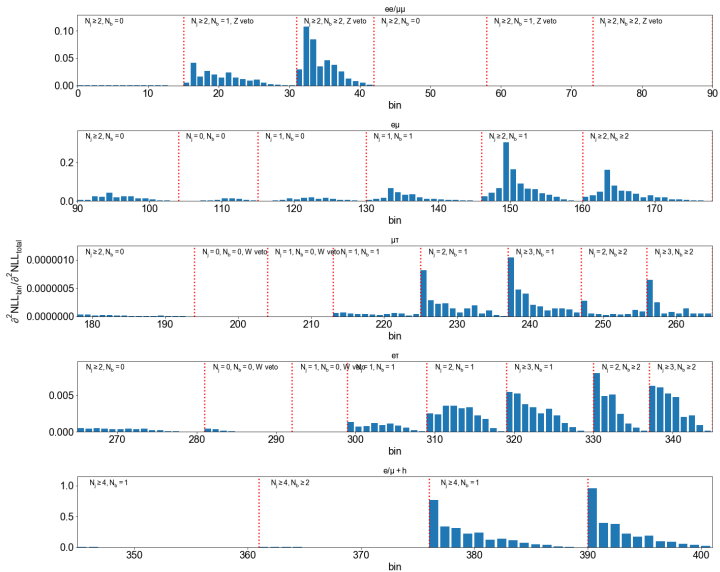 ee/μμ
N_j ≥ 2, N_b = 0 N_j ≥ 2, N_b = 1, Z veto N_j ≥ 2, N_b ≥ 2, Z veto N_j ≥ 2, N_b = 0 N_j ≥ 2, N_b = 1, Z veto N_j ≥ 2, N_b ≥ 2, Z veto
0.10
0.05
0.00
0 10 20 30 40 50 60 70 80 90
bin
eμ
N_j ≥ 2, N_b = 0 N_j = 0, N_b = 0 N_j = 1, N_b = 0 N_j = 1, N_b = 1 N_j ≥ 2, N_b = 1 N_j ≥ 2, N_b ≥ 2
0.2
0.0
90 100 110 120 130 140 150 160 170
bin
μτ
N_j ≥ 2, N_b = 0 N_j = 0, N_b = 0, W veto N_j = 1, N_b = 0, W veto N_j = 1, N_b = 1 N_j = 2, N_b = 1 N_j ≥ 3, N_b = 1 N_j = 2, N_b ≥ 2 N_j ≥ 3, N_b ≥ 2
∂²NLL_bin/∂²NLL_total
0.0000010
0.0000005
0.0000000
180 190 200 210 220 230 240 250 260
bin
eτ
N_j ≥ 2, N_b = 0 N_j = 0, N_b = 0, W veto N_j = 1, N_b = 0, W veto N_j = 1, N_b = 1 N_j = 2, N_b = 1 N_j ≥ 3, N_b = 1 N_j = 2, N_b ≥ 2 N_j ≥ 3, N_b ≥ 2
0.005
0.000
270 280 290 300 310 320 330 340
bin
e/μ + h
N_j ≥ 4, N_b = 1 N_j ≥ 4, N_b ≥ 2 N_j ≥ 4, N_b = 1
1.0
0.5
0.0
350 360 370 380 390 400
bin